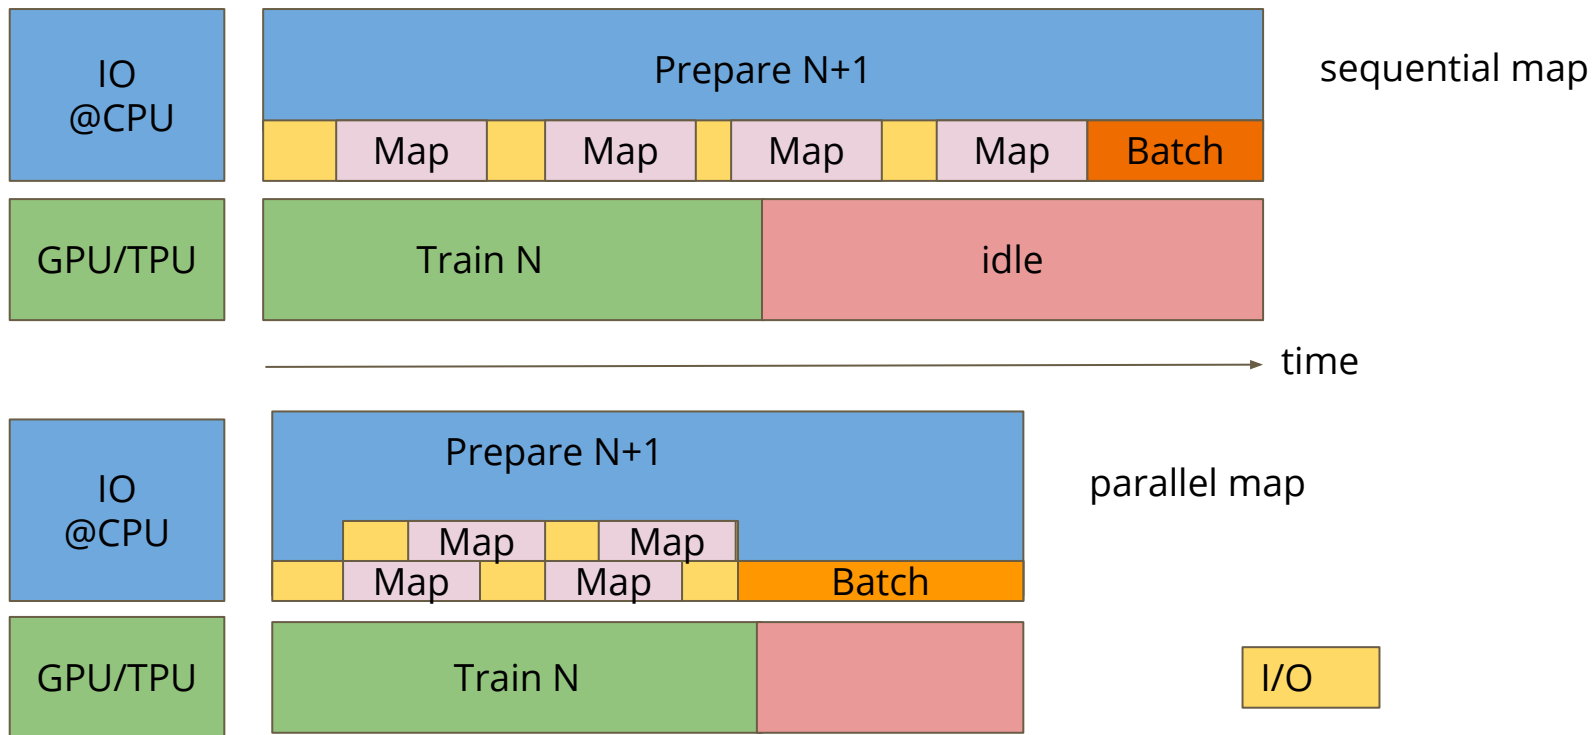 IO
@CPU
Prepare N+1
sequential map
Map
Map
Map
Map
Batch
GPU/TPU
Train N
idle
time
IO
@CPU
Prepare N+1
parallel map
Map
Map
Map
Map
Batch
GPU/TPU
Train N
I/O